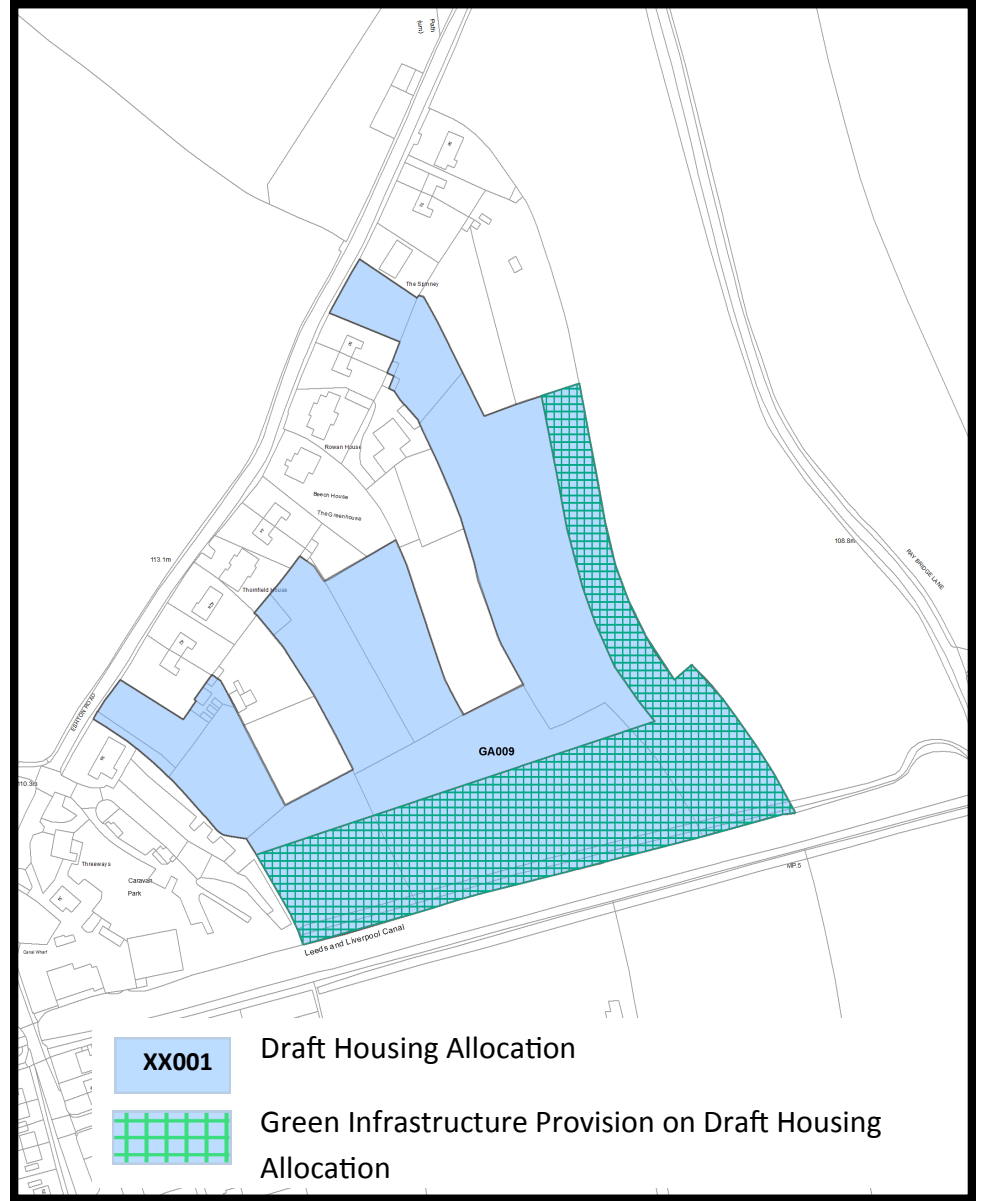 Path
(um)
The Spinney
Rowan House
Beech House
The Greenhouse
113.1m
Thornfield House
108.8m
RAY BRIDGE LANE
ESHTON ROAD
GA009
110.3m
Threeways
Caravan
Park
MP.5
Canal Wharf
Leeds and Liverpool Canal
XX001
Draft Housing Allocation
Green Infrastructure Provision on Draft Housing
Allocation